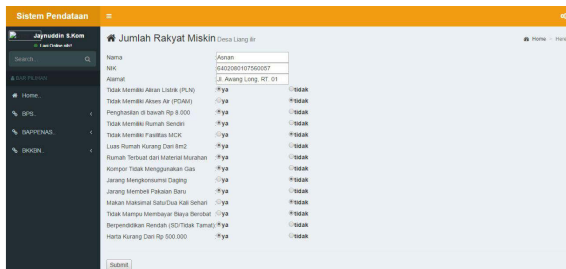 Sistem Pendataan
Jaynuddin S.Kom
Search..
Home..
BPS..
BAPPENAS..
BKKBN..
Jumlah Rakyat Miskin Desa Liang ilir
Home
Nama Asnan
NIK 6402080107560057
Alamat Jl. Awang Long, RT. 01
Tidak Memiliki Aliran Listrik (PLN) : ya tidak
Tidak Memiliki Akses Air (PDAM) : ya tidak
Penghasilan di bawah Rp 8.000 : ya tidak
Tidak Memiliki Rumah Sendiri : ya tidak
Tidak Memiliki Fasilitas MCK : ya tidak
Luas Rumah Kurang Dari 8m2 : ya tidak
Rumah Terbuat dari Material Murahan : ya tidak
Kompor Tidak Menggunakan Gas : ya tidak
Jarang Mengkonsumsi Daging : ya tidak
Jarang Membeli Pakaian Baru : ya tidak
Makan Maksimal Satu/Dua Kali Sehari : ya tidak
Tidak Mampu Membayar Biaya Berobat : ya tidak
Berpendidikan Rendah (SD/Tidak Tamat) : ya tidak
Harta Kurang Dari Rp 500.000 : ya tidak
Submit